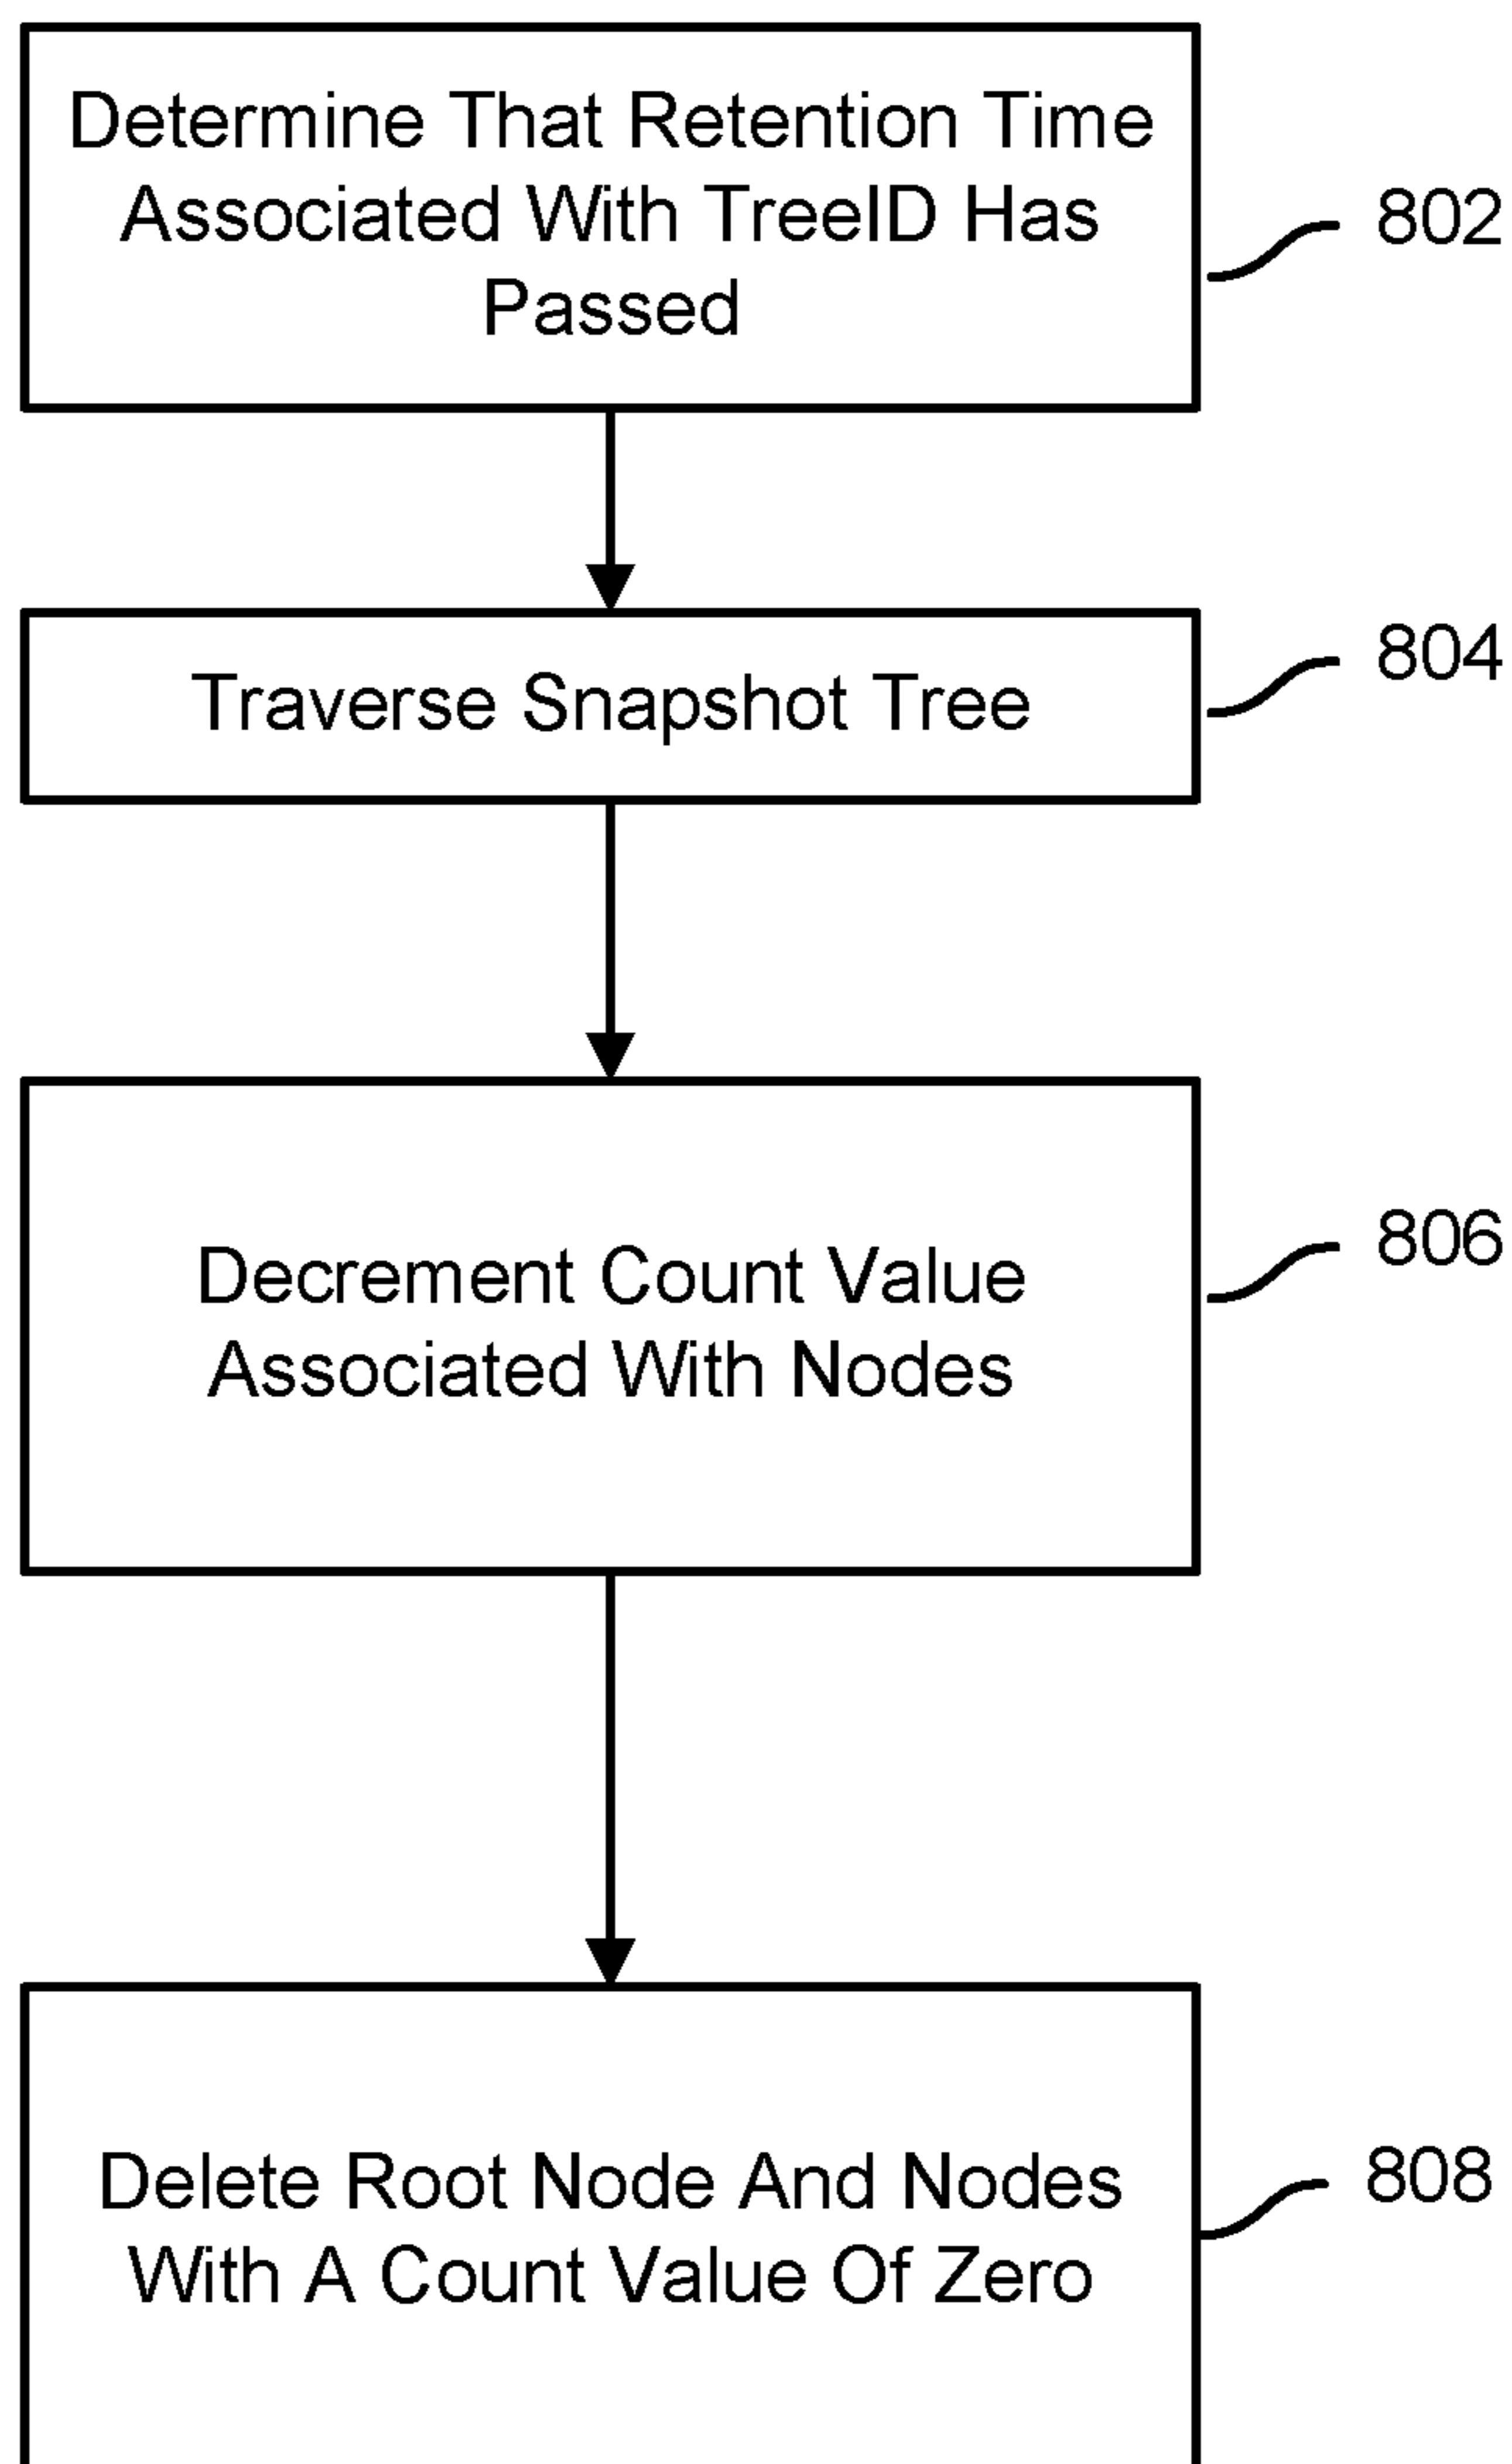 Determine That Retention Time
Associated With TreeID Has
Passed
802
Traverse Snapshot Tree
804
Decrement Count Value
Associated With Nodes
806
Delete Root Node And Nodes
With A Count Value Of Zero
808